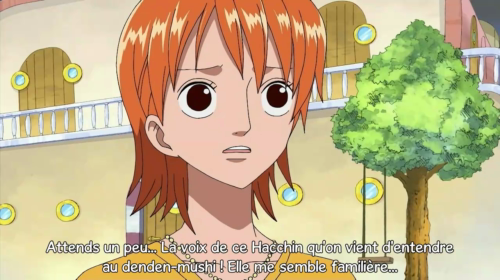 Attends un peu... La voix de ce Hacchin qu'on vient d'entendre
au denden-mushi ! Elle me semble familière...